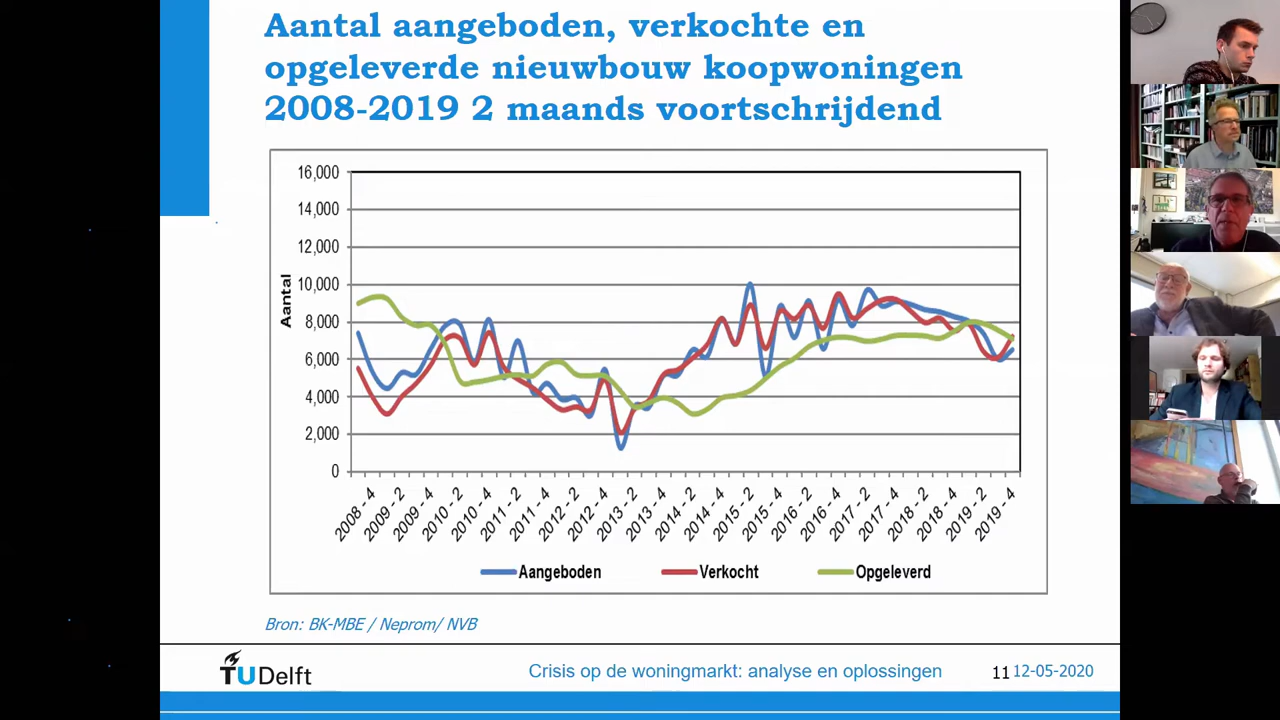 Aantal aangeboden, verkochte en
opgeleverde nieuwbouw koopwoningen
2008-2019 2 maands voortschrijdend
16,000
14,000
12,000
10,000
8,000
6,000
4,000
2,000
0
Aantal
2008 - 4
2009 - 2
2009 - 4
2010 - 2
2010 - 4
2011 - 2
2011 - 4
2012 - 2
2012 - 4
2013 - 2
2013 - 4
2014 - 2
2014 - 4
2015 - 2
2015 - 4
2016 - 2
2016 - 4
2017 - 2
2017 - 4
2018 - 2
2018 - 4
2019 - 2
2019 - 4
Aangeboden Verkocht Opgeleverd
Bron: BK-MBE / Neprom/ NVB
TU Delft Crisis op de woningmarkt: analyse en oplossingen 11 12-05-2020